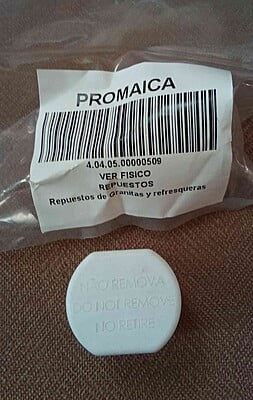 PROMAICA
4.04.05.00000509
VER FISICO
REPUESTOS
Repuestos de Granitas y refresqueras
NÃO REMOVA
DO NOT REMOVE
NO RETIRE